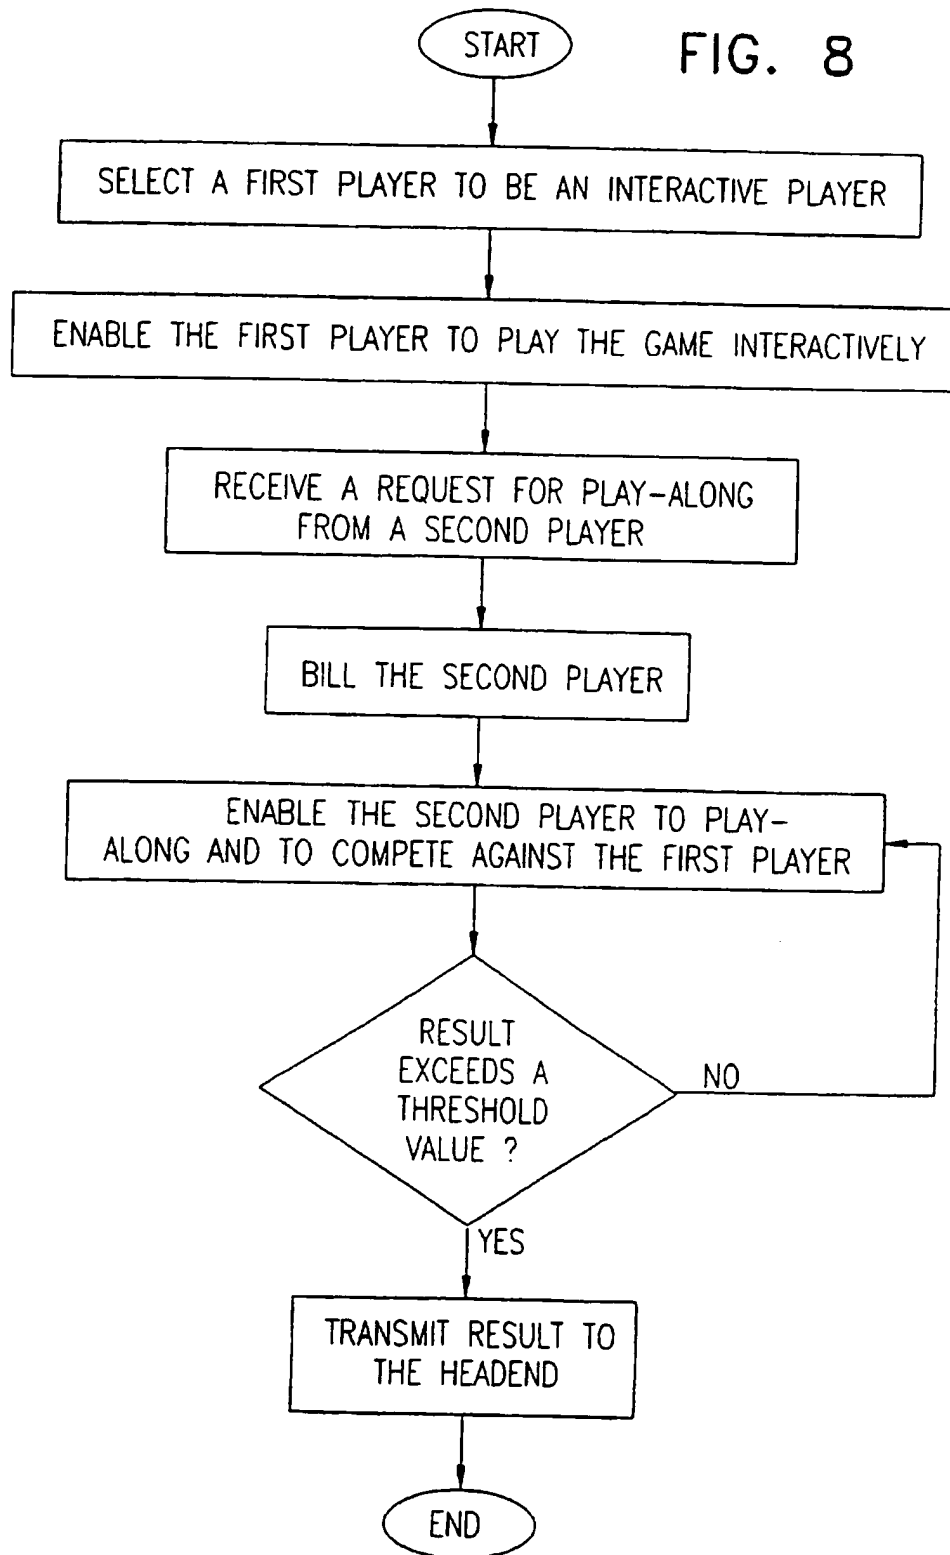 START
FIG. 8
SELECT A FIRST PLAYER TO BE AN INTERACTIVE PLAYER
ENABLE THE FIRST PLAYER TO PLAY THE GAME INTERACTIVELY
RECEIVE A REQUEST FOR PLAY-ALONG
FROM A SECOND PLAYER
BILL THE SECOND PLAYER
ENABLE THE SECOND PLAYER TO PLAY-
ALONG AND TO COMPETE AGAINST THE FIRST PLAYER
RESULT
EXCEEDS A
THRESHOLD
VALUE ?
NO
YES
TRANSMIT RESULT TO
THE HEADEND
END